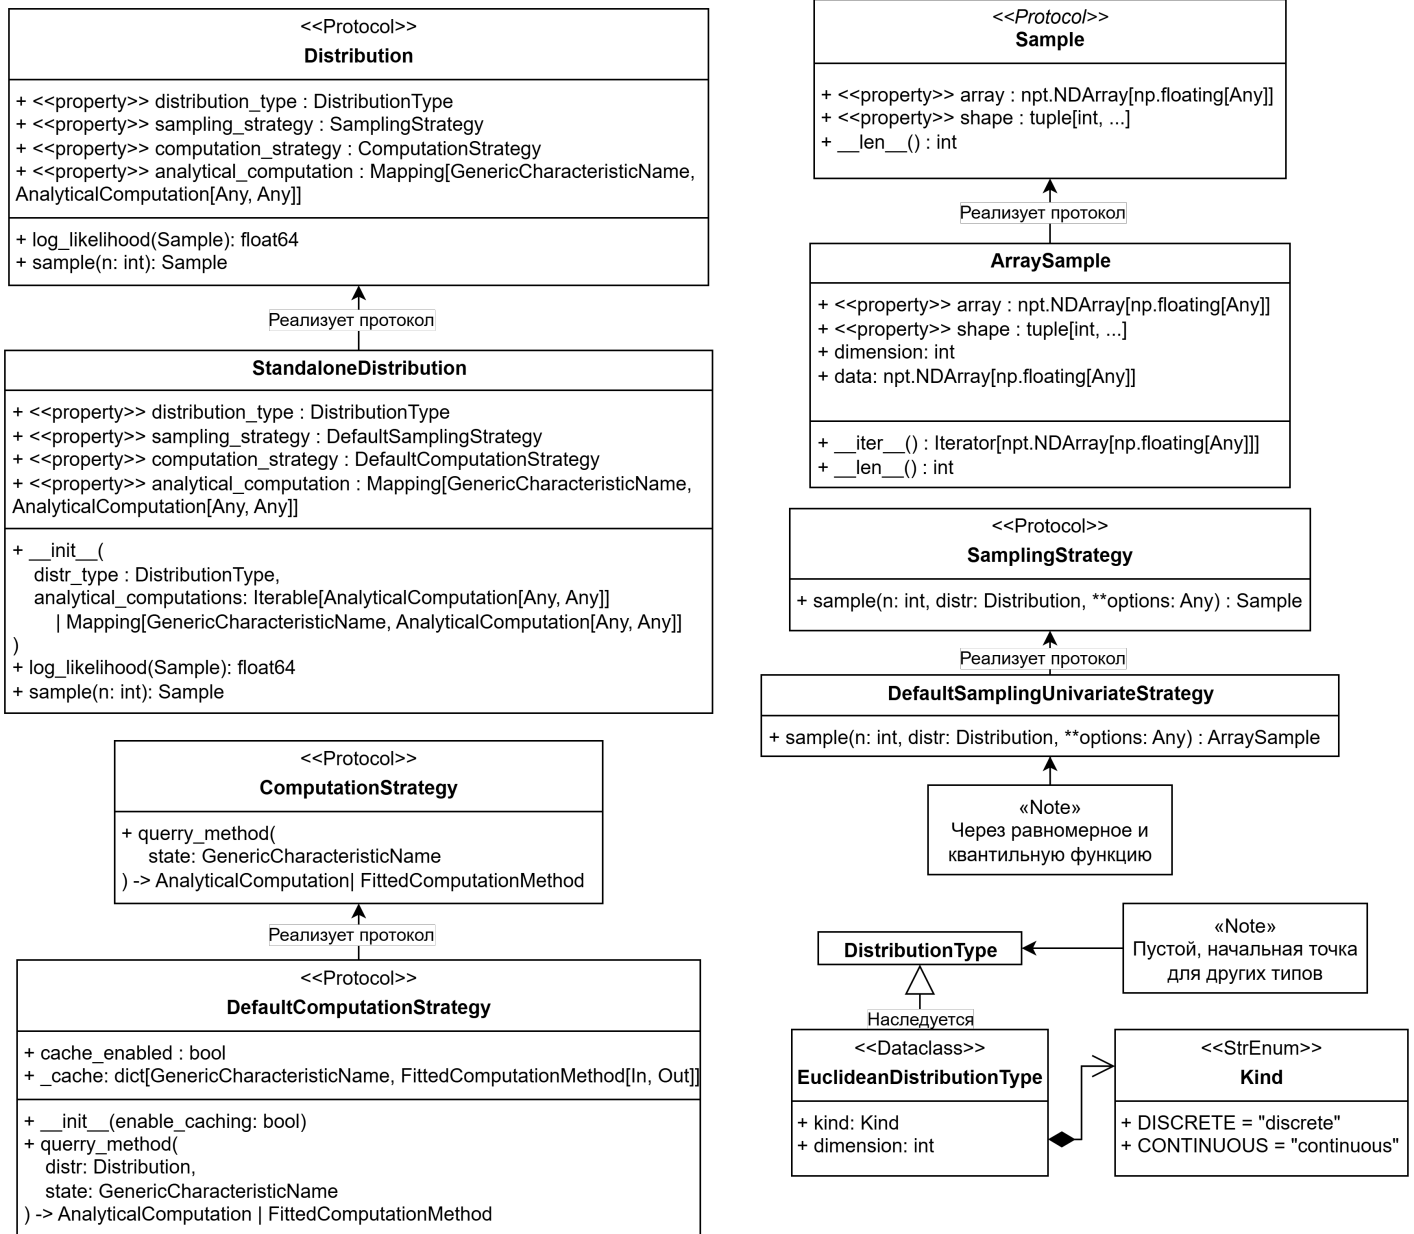 <<Protocol>>
Distribution
+ <<property>> distribution_type : DistributionType
+ <<property>> sampling_strategy : SamplingStrategy
+ <<property>> computation_strategy : ComputationStrategy
+ <<property>> analytical_computation : Mapping[GenericCharacteristicName,
AnalyticalComputation[Any, Any]]
+ log_likelihood(Sample): float64
+ sample(n: int): Sample
Реализует протокол
StandaloneDistribution
+ <<property>> distribution_type : DistributionType
+ <<property>> sampling_strategy : DefaultSamplingStrategy
+ <<property>> computation_strategy : DefaultComputationStrategy
+ <<property>> analytical_computation : Mapping[GenericCharacteristicName,
AnalyticalComputation[Any, Any]]
+ __init__(
distr_type : DistributionType,
analytical_computations: Iterable[AnalyticalComputation[Any, Any]]
| Mapping[GenericCharacteristicName, AnalyticalComputation[Any, Any]]
)
+ log_likelihood(Sample): float64
+ sample(n: int): Sample
<<Protocol>>
ComputationStrategy
+ querry_method(
state: GenericCharacteristicName
) -> AnalyticalComputation| FittedComputationMethod
Реализует протокол
<<Protocol>>
DefaultComputationStrategy
+ cache_enabled : bool
+ _cache: dict[GenericCharacteristicName, FittedComputationMethod[In, Out]]
+ __init__(enable_caching: bool)
+ querry_method(
distr: Distribution,
state: GenericCharacteristicName
) -> AnalyticalComputation | FittedComputationMethod
<<Protocol>>
Sample
+ <<property>> array : npt.NDArray[np.floating[Any]]
+ <<property>> shape : tuple[int, ...]
+ __len__() : int
Реализует протокол
ArraySample
+ <<property>> array : npt.NDArray[np.floating[Any]]
+ <<property>> shape : tuple[int, ...]
+ dimension: int
+ data: npt.NDArray[np.floating[Any]]
+ __iter__() : Iterator[npt.NDArray[np.floating[Any]]]
+ __len__() : int
<<Protocol>>
SamplingStrategy
+ sample(n: int, distr: Distribution, **options: Any) : Sample
Реализует протокол
DefaultSamplingUnivariateStrategy
+ sample(n: int, distr: Distribution, **options: Any) : ArraySample
«Note»
Через равномерное и
квантильную функцию
DistributionType
«Note»
Пустой, начальная точка
для других типов
Наследуется
<<Dataclass>>
EuclideanDistributionType
+ kind: Kind
+ dimension: int
<<StrEnum>>
Kind
+ DISCRETE = "discrete"
+ CONTINUOUS = "continuous"